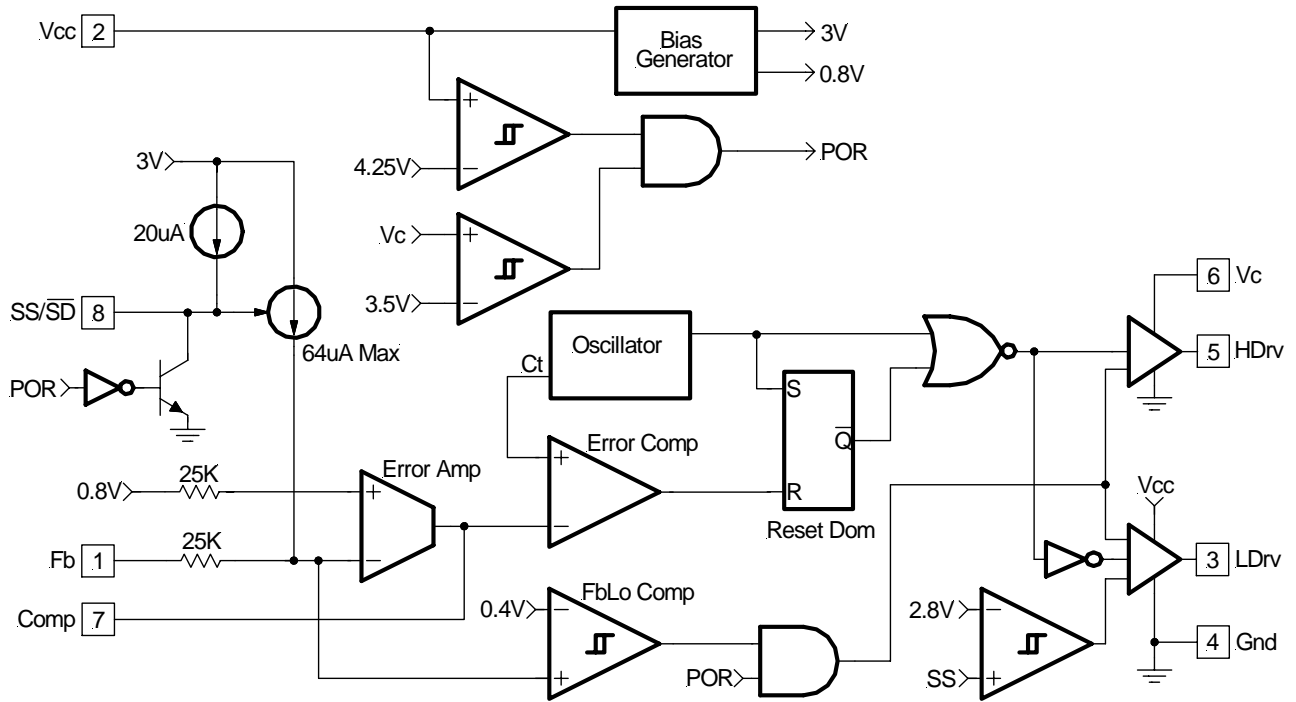 Vcc 2
Bias
Generator
3V
0.8V
4.25V
POR
3V
20uA
Vc
3.5V
SS/SD 8
64uA Max
POR
6 Vc
5 HDrv
Oscillator
Ct
S
Q
R
Reset Dom
Error Comp
Error Amp
0.8V
25K
Fb 1
25K
Comp 7
0.4V
FbLo Comp
POR
Vcc
3 LDrv
2.8V
SS
4 Gnd